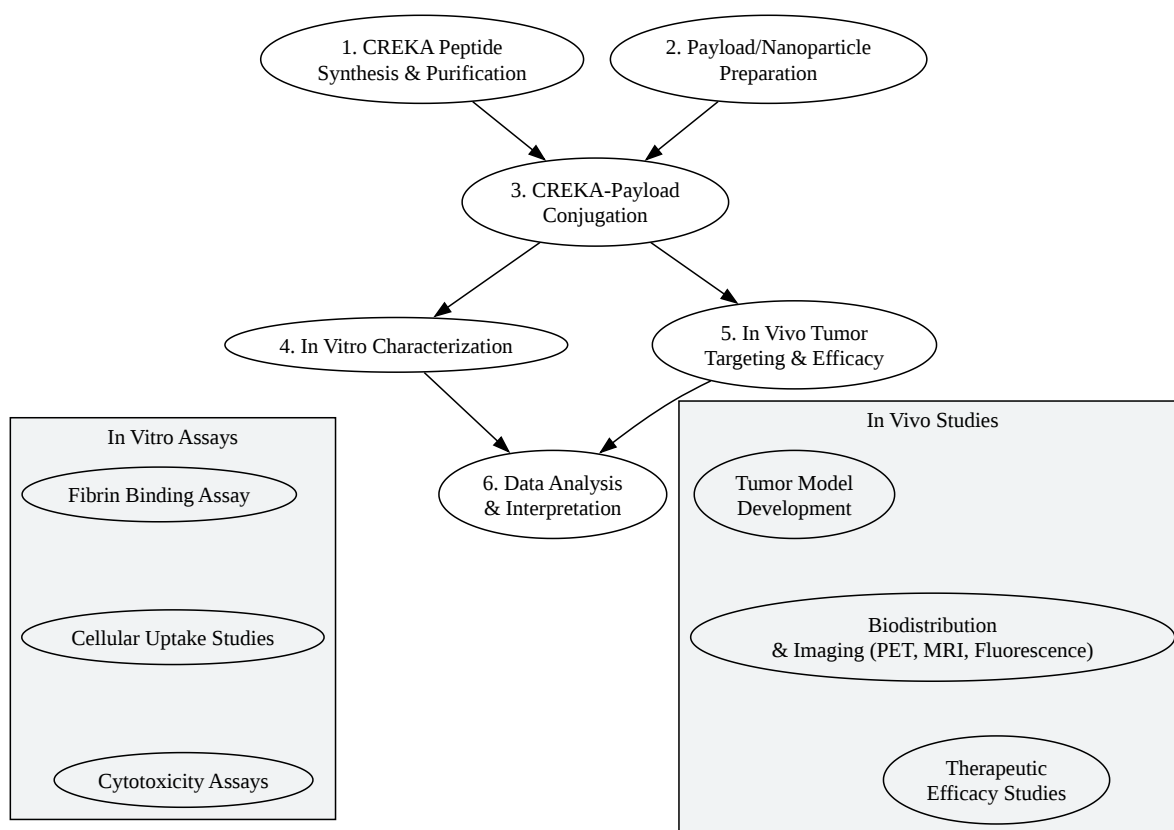 1. CREKA Peptide
Synthesis & Purification
2. Payload/Nanoparticle
Preparation
3. CREKA-Payload
Conjugation
4. In Vitro Characterization
5. In Vivo Tumor
Targeting & Efficacy
6. Data Analysis
& Interpretation
In Vitro Assays
Fibrin Binding Assay
Cellular Uptake Studies
Cytotoxicity Assays
In Vivo Studies
Tumor Model
Development
Biodistribution
& Imaging (PET, MRI, Fluorescence)
Therapeutic
Efficacy Studies